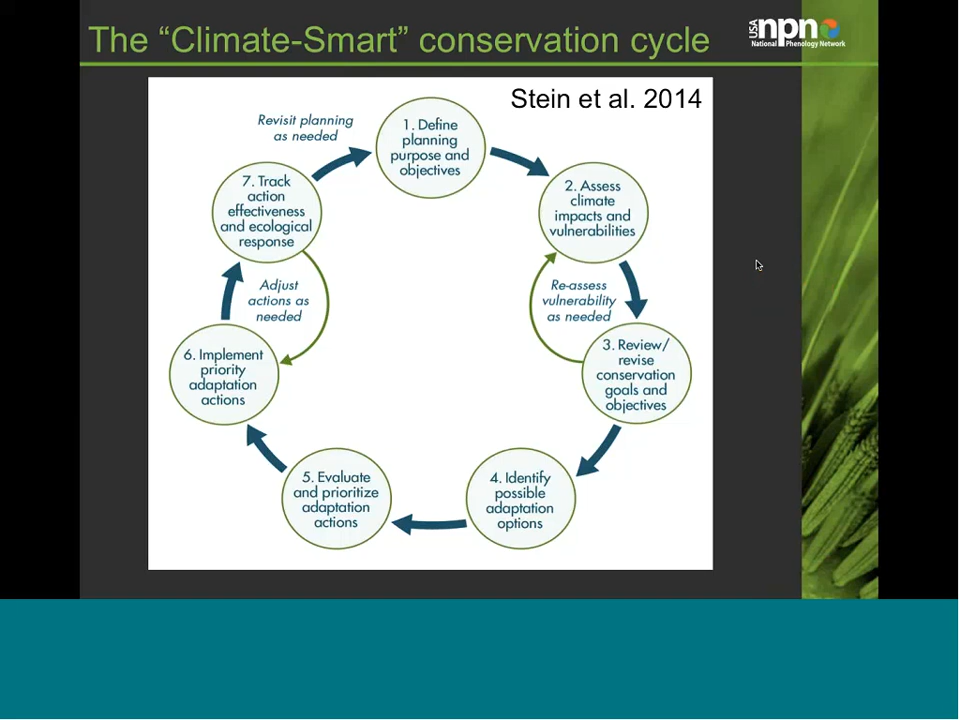 The “Climate-Smart” conservation cycle
USA
npn
National Phenology Network
Stein et al. 2014
Revisit planning
as needed
1. Define
planning
purpose and
objectives
2. Assess
climate
impacts and
vulnerabilities
Re-assess
vulnerability
as needed
3. Review/
revise
conservation
goals and
objectives
4. Identify
possible
adaptation
options
5. Evaluate
and prioritize
adaptation
actions
6. Implement
priority
adaptation
actions
7. Track
action
effectiveness
and ecological
response
Adjust
actions as
needed